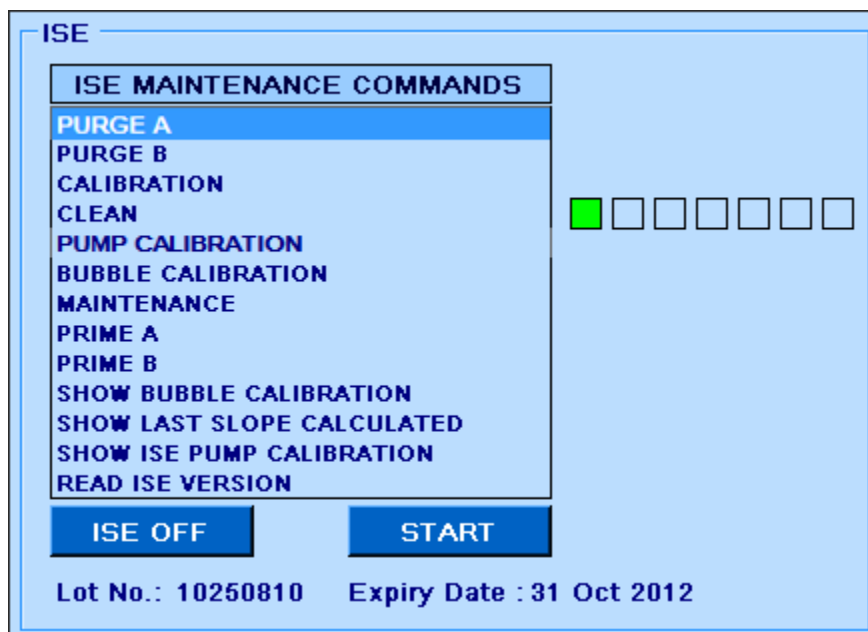 ISE
ISE MAINTENANCE COMMANDS
PURGE A
PURGE B
CALIBRATION
CLEAN
PUMP CALIBRATION
BUBBLE CALIBRATION
MAINTENANCE
PRIME A
PRIME B
SHOW BUBBLE CALIBRATION
SHOW LAST SLOPE CALCULATED
SHOW ISE PUMP CALIBRATION
READ ISE VERSION
ISE OFF START
Lot No.: 10250810 Expiry Date : 31 Oct 2012